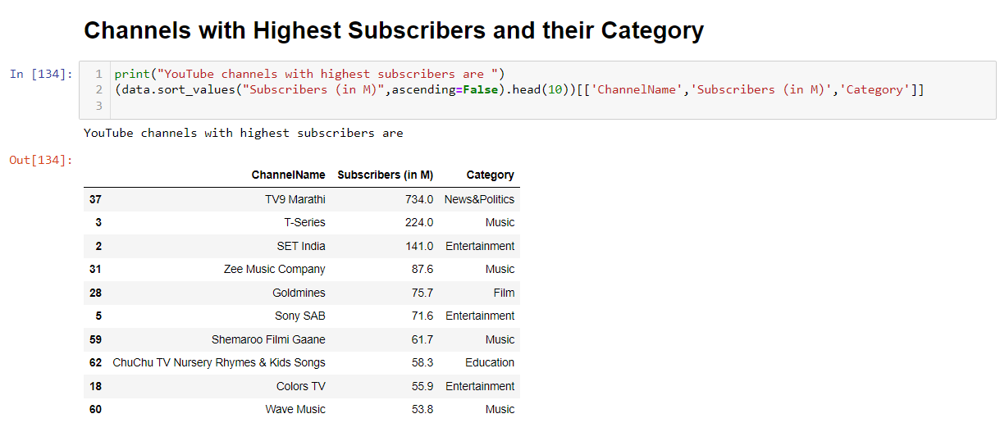 Channels with Highest Subscribers and their Category
In [134]:
1 print("YouTube channels with highest subscribers are ")
2 (data.sort_values("Subscribers (in M)",ascending=False).head(10))[['ChannelName','Subscribers (in M)','Category']]
3
YouTube channels with highest subscribers are
Out[134]:
ChannelName Subscribers (in M) Category
37 TV9 Marathi 734.0 News&Politics
3 T-Series 224.0 Music
2 SET India 141.0 Entertainment
31 Zee Music Company 87.6 Music
28 Goldmines 75.7 Film
5 Sony SAB 71.6 Entertainment
59 Shemaroo Filmi Gaane 61.7 Music
62 ChuChu TV Nursery Rhymes & Kids Songs 58.3 Education
18 Colors TV 55.9 Entertainment
60 Wave Music 53.8 Music